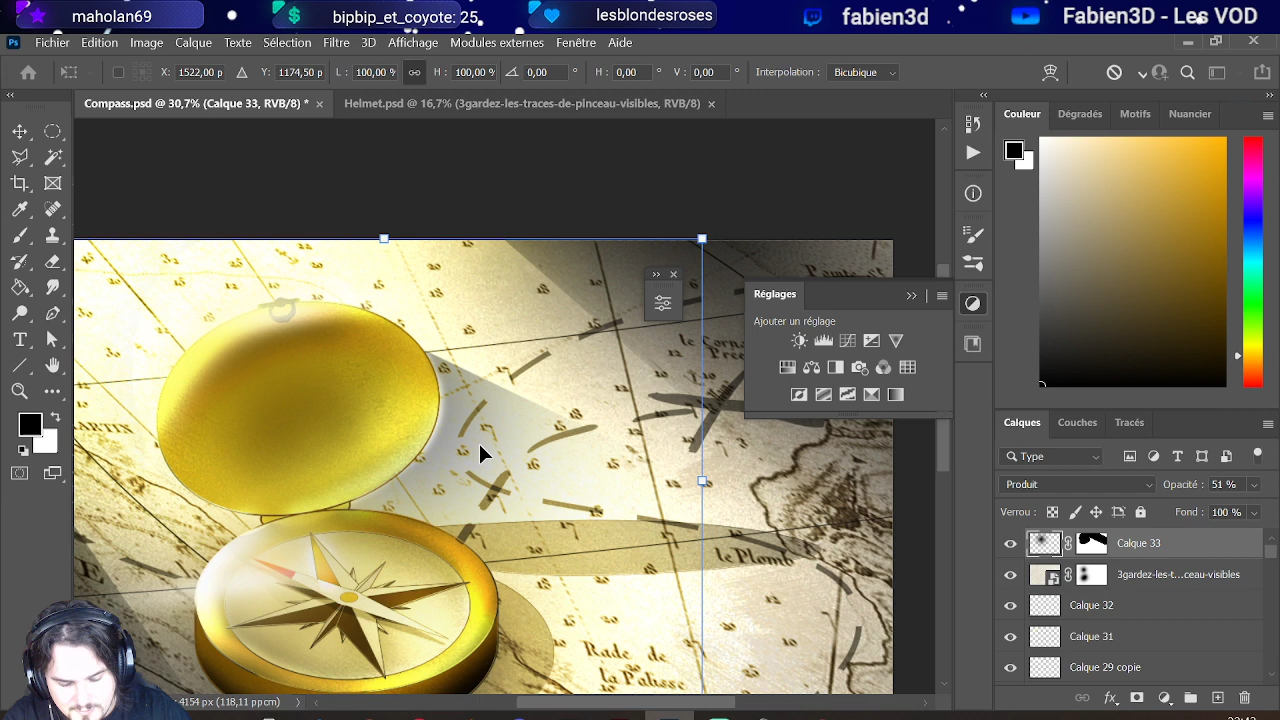 maholan69
bipbip_et_coyote: 25
lesblondesroses
fabien3d
Fabien3D - Les VOD
Ps Fichier Edition Image Calque Texte Sélection Filtre 3D Affichage Modules externes Fenêtre Aide
X: 1522,00 p Y: 1174,50 p L: 100,00 % H: 100,00 % 0,00 ° H: 0,00 ° V: 0,00 ° Interpolation : Bicubique
Compass.psd @ 30,7% (Calque 33, RVB/8) *
Helmet.psd @ 16,7% (3gardez-les-traces-de-pinceau-visibles, RVB/8)
Couleur Dégradés Motifs Nuancier
Réglages
Ajouter un réglage
Calques Couches Tracés
Type
Produit Opacité : 51 %
Verrou : Fond : 100 %
Calque 33
3gardez-les-t...ceau-visibles
Calque 32
Calque 31
Calque 29 copie
ARTIN
le Plomb
Rade de
la Palisse
4154 px (118,11 ppcm)